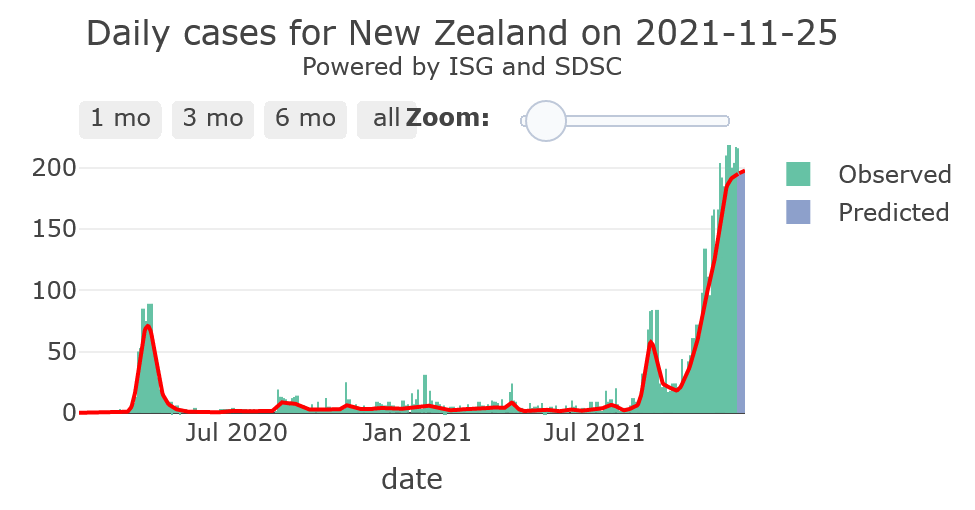 Daily cases for New Zealand on 2021-11-25
Powered by ISG and SDSC
1 mo 3 mo 6 mo all Zoom:
200
150
100
50
0
Observed
Predicted
Jul 2020 Jan 2021 Jul 2021
date